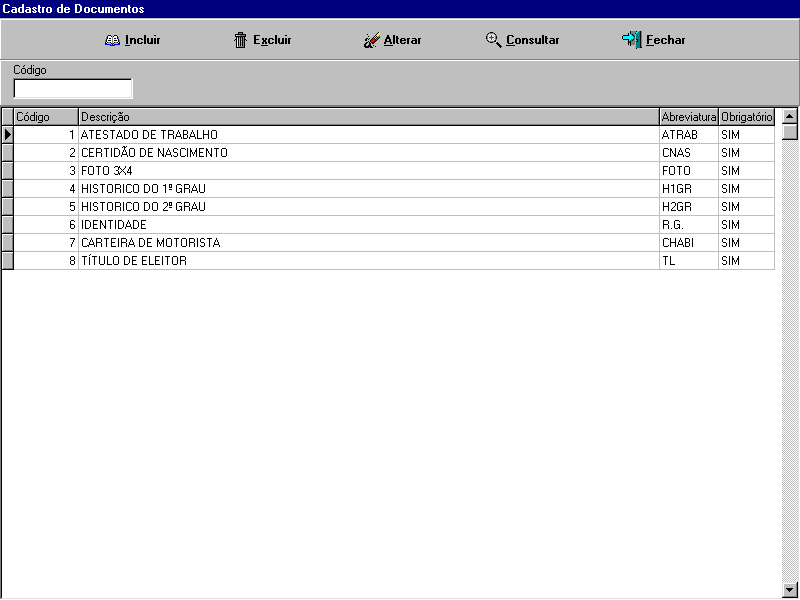 Cadastro de Documentos
Incluir Excluir Alterar Consultar Fechar
Código
Código Descrição Abreviatura Obrigatório
1 ATESTADO DE TRABALHO ATRAB SIM
2 CERTIDÃO DE NASCIMENTO CNAS SIM
3 FOTO 3X4 FOTO SIM
4 HISTORICO DO 1º GRAU H1GR SIM
5 HISTORICO DO 2º GRAU H2GR SIM
6 IDENTIDADE R.G. SIM
7 CARTEIRA DE MOTORISTA CHABI SIM
8 TÍTULO DE ELEITOR TL SIM